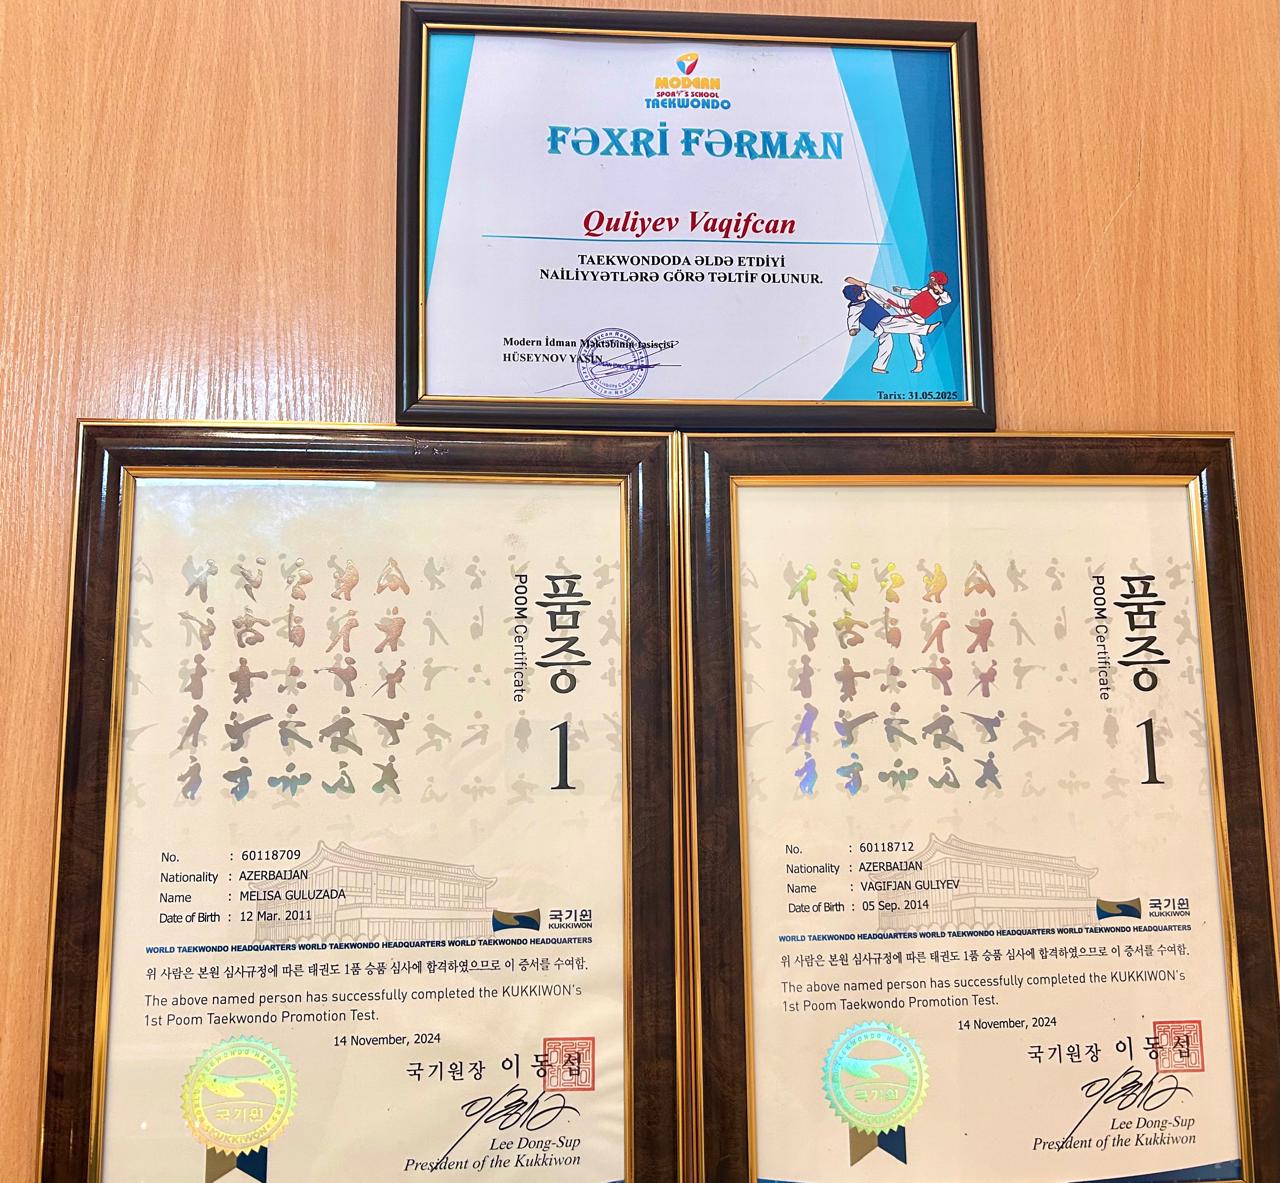 MODERN
SPORT'S SCHOOL
TAEKWONDO
FƏXRİ FƏRMAN
Quliyev Vaqifcan
TAEKWONDODA ƏLDƏ ETDİYİ
NAİLİYYƏTLƏRƏ GÖRƏ TƏLTİF OLUNUR.
Modern İdman Məktəbinin təsisçisi
HÜSEYNOV YASİN
Tarix: 31.05.2025
품증 1
POOM Certificate
No. : 60118709
Nationality : AZERBAIJAN
Name : MELISA GULUZADA
Date of Birth : 12 Mar. 2011
국기원
KUKKIWON
WORLD TAEKWONDO HEADQUARTERS WORLD TAEKWONDO HEADQUARTERS WORLD TAEKWONDO HEADQUARTERS
위 사람은 본원 심사규정에 따른 태권도 1품 승품 심사에 합격하였으므로 이 증서를 수여함.
The above named person has successfully completed the KUKKIWON's
1st Poom Taekwondo Promotion Test.
14 November, 2024
국기원장 이동섭
Lee Dong-Sup
President of the Kukkiwon
국기원
KUKKIWON
품증 1
POOM Certificate
No. : 60118712
Nationality : AZERBAIJAN
Name : VAGIFJAN GULIYEV
Date of Birth : 05 Sep. 2014
국기원
KUKKIWON
WORLD TAEKWONDO HEADQUARTERS WORLD TAEKWONDO HEADQUARTERS WORLD TAEKWONDO HEADQUARTERS
위 사람은 본원 심사규정에 따른 태권도 1품 승품 심사에 합격하였으므로 이 증서를 수여함.
The above named person has successfully completed the KUKKIWON's
1st Poom Taekwondo Promotion Test.
14 November, 2024
국기원장 이동섭
Lee Dong-Sup
President of the Kukkiwon
국기원
KUKKIWON